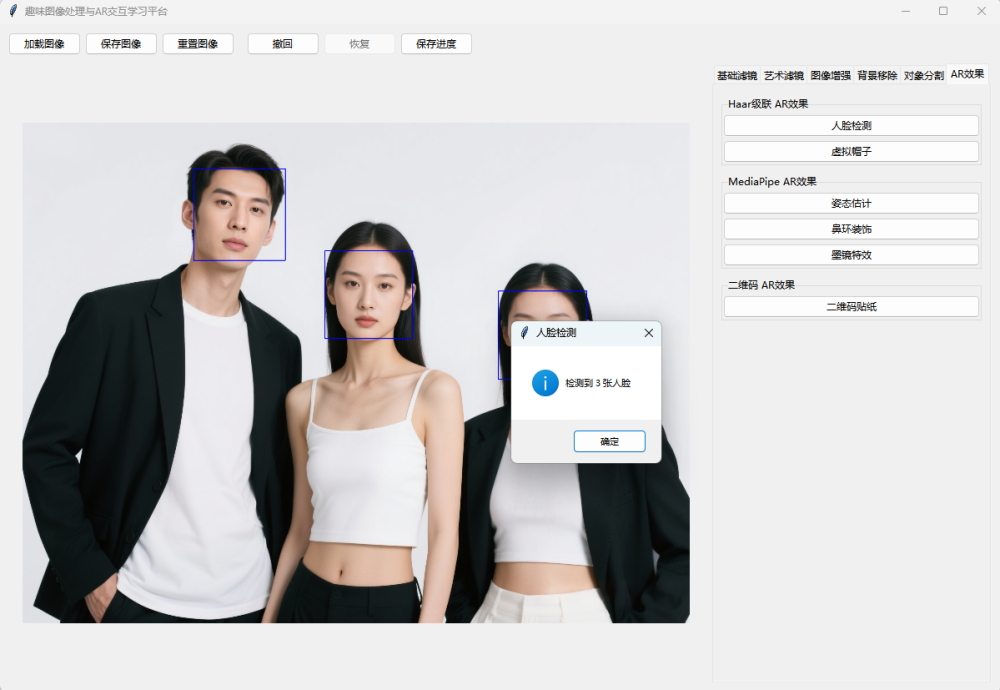 趣味图像处理与AR交互学习平台
加载图像 保存图像 重置图像 撤回 恢复 保存进度
基础滤镜 艺术滤镜 图像增强 背景移除 对象分割 AR效果
Haar级联 AR效果
人脸检测
虚拟帽子
MediaPipe AR效果
姿态估计
鼻环装饰
墨镜特效
二维码 AR效果
二维码贴纸
人脸检测
检测到 3 张人脸
确定